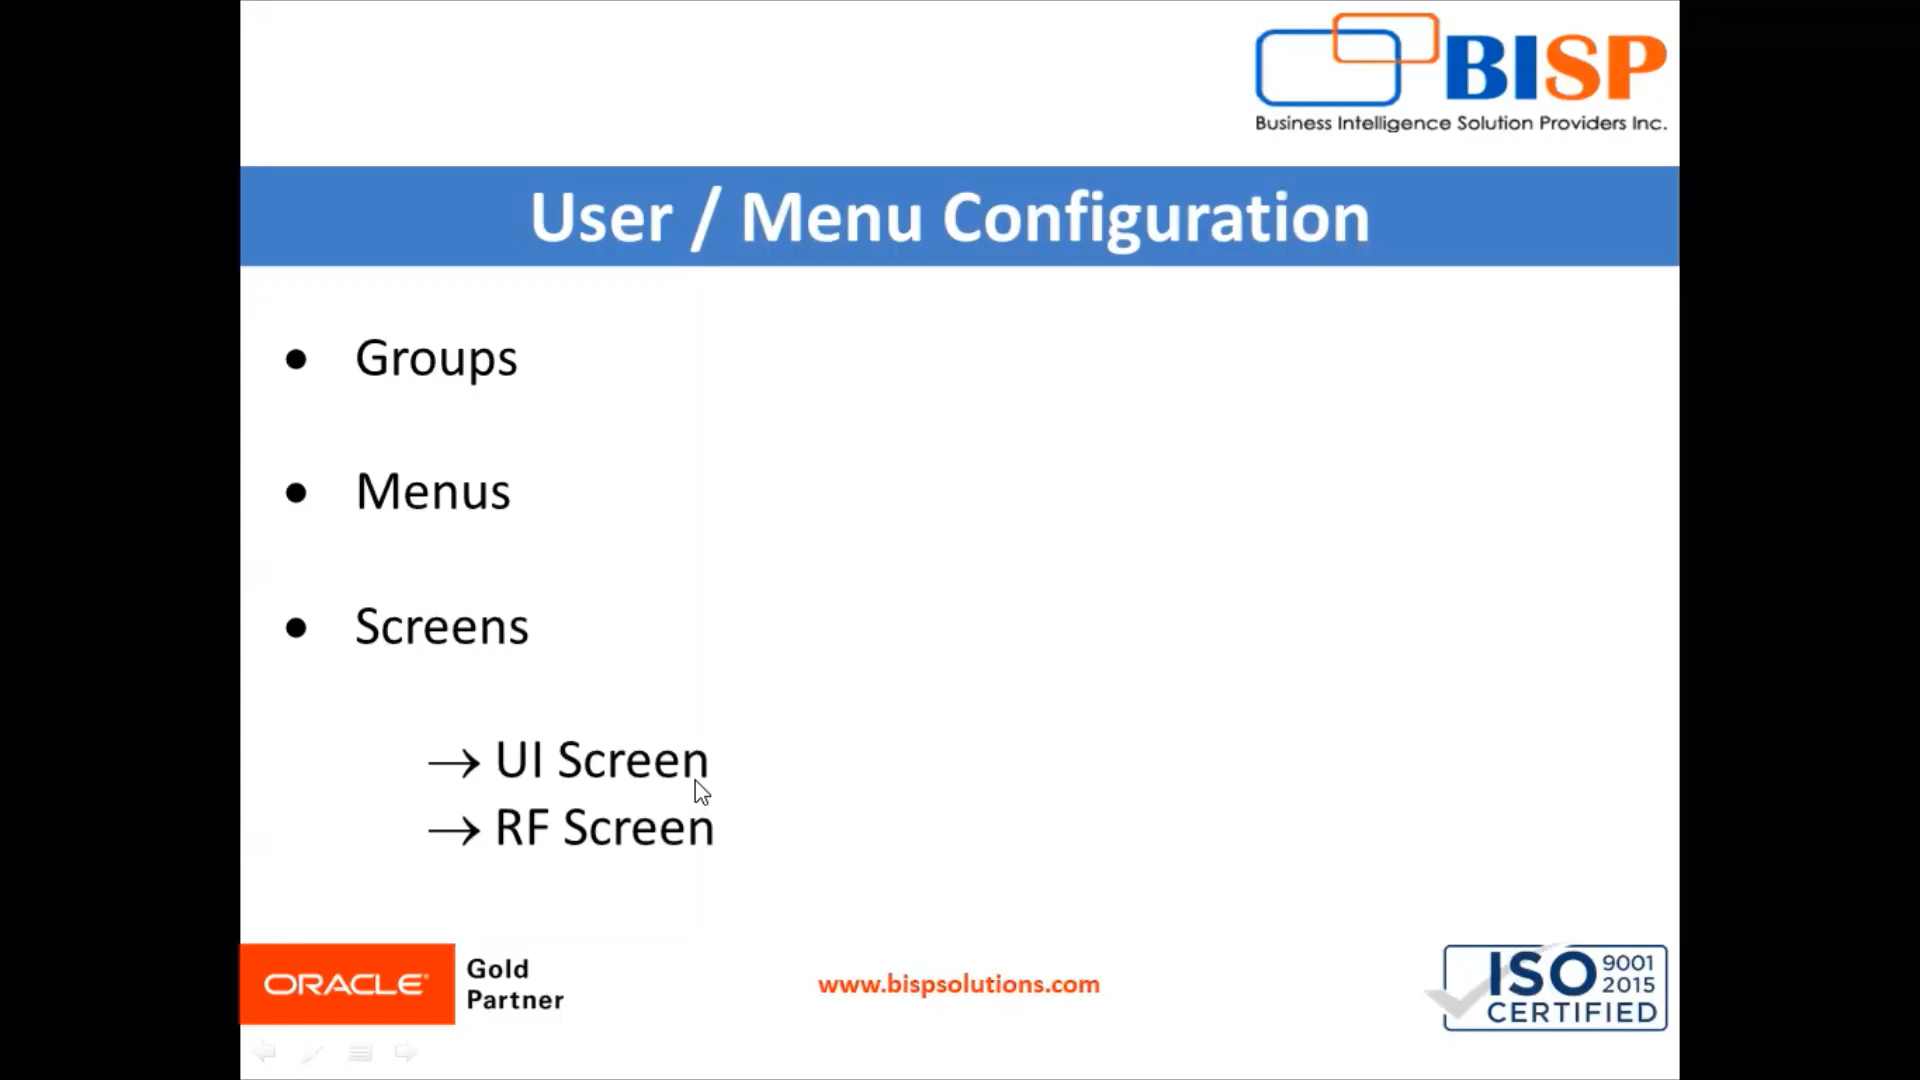 BISP
Business Intelligence Solution Providers Inc.
User / Menu Configuration
• Groups
• Menus
• Screens
→ UI Screen
→ RF Screen
ORACLE®
Gold
Partner
www.bispsolutions.com
ISO 9001
2015
CERTIFIED